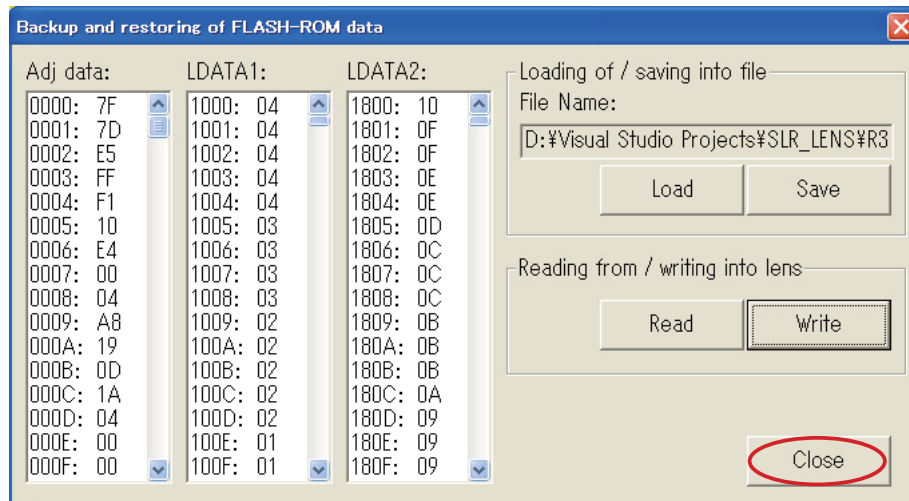 Backup and restoring of FLASH-ROM data
Adj data:
0000: 7F
0001: 7D
0002: E5
0003: FF
0004: F1
0005: 10
0006: E4
0007: 00
0008: 04
0009: A8
000A: 19
000B: 0D
000C: 1A
000D: 04
000E: 00
000F: 00
LDATA1:
1000: 04
1001: 04
1002: 04
1003: 04
1004: 04
1005: 03
1006: 03
1007: 03
1008: 03
1009: 02
100A: 02
100B: 02
100C: 02
100D: 02
100E: 01
100F: 01
LDATA2:
1800: 10
1801: 0F
1802: 0F
1803: 0E
1804: 0E
1805: 0D
1806: 0C
1807: 0C
1808: 0C
1809: 0B
180A: 0B
180B: 0B
180C: 0A
180D: 09
180E: 09
180F: 09
Loading of / saving into file
File Name:
D:¥Visual Studio Projects¥SLR_LENS¥R3
Load
Save
Reading from / writing into lens
Read
Write
Close